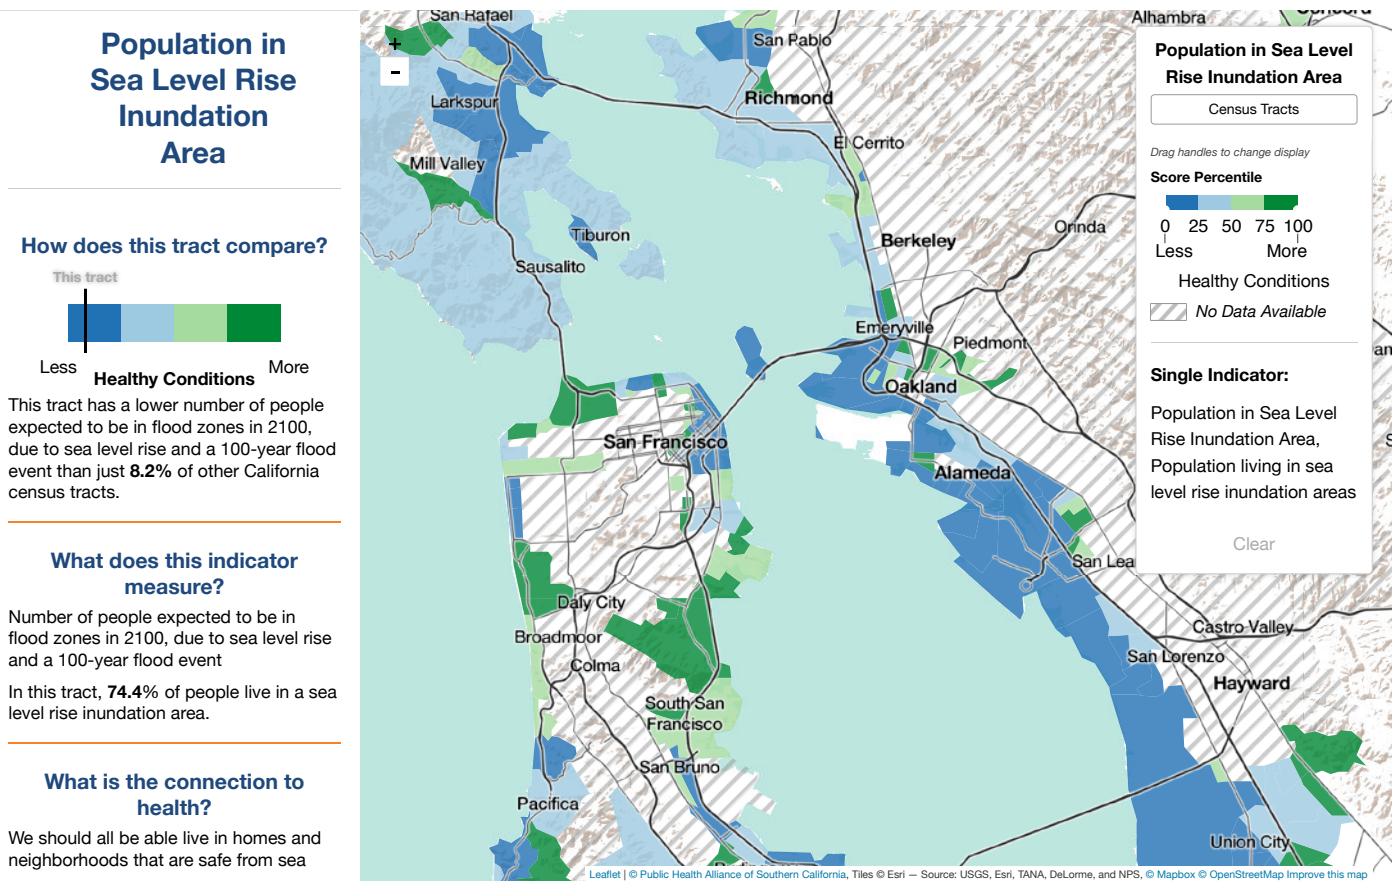 Population in
Sea Level Rise
Inundation
Area
How does this tract compare?
This tract
Less
More
Healthy Conditions
This tract has a lower number of people
expected to be in flood zones in 2100,
due to sea level rise and a 100-year flood
event than just 8.2% of other California
census tracts.
What does this indicator
measure?
Number of people expected to be in
flood zones in 2100, due to sea level rise
and a 100-year flood event
In this tract, 74.4% of people live in a sea
level rise inundation area.
What is the connection to
health?
We should all be able live in homes and
neighborhoods that are safe from sea
+
-
San Rafael
Larkspur
Mill Valley
Tiburon
Sausalito
San Pablo
Richmond
El Cerrito
Berkeley
Orinda
Alhambra
Concord
Emeryville
Piedmont
Oakland
San Francisco
Alameda
San Lea
Daly City
Broadmoor
Colma
South San
Francisco
San Bruno
Pacifica
Castro Valley
San Lorenzo
Hayward
Union City
Population in Sea Level
Rise Inundation Area
Census Tracts
Drag handles to change display
Score Percentile
0 25 50 75 100
Less More
Healthy Conditions
No Data Available
Single Indicator:
Population in Sea Level
Rise Inundation Area,
Population living in sea
level rise inundation areas
Clear
Leaflet | © Public Health Alliance of Southern California, Tiles © Esri — Source: USGS, Esri, TANA, DeLorme, and NPS, © Mapbox © OpenStreetMap Improve this map